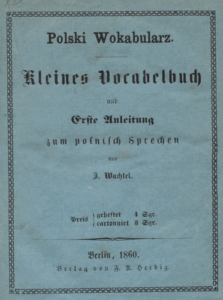 Polski Wokabularz.
Kleines Vocabelbuch
und
Erste Anleitung
zum polnisch Sprechen
von
J. Wachtel.
Preis } geheftet 4 Sgr.
cartonnirt 8 Sgr.
Berlin, 1860.
Verlag von F. A. Herbig.